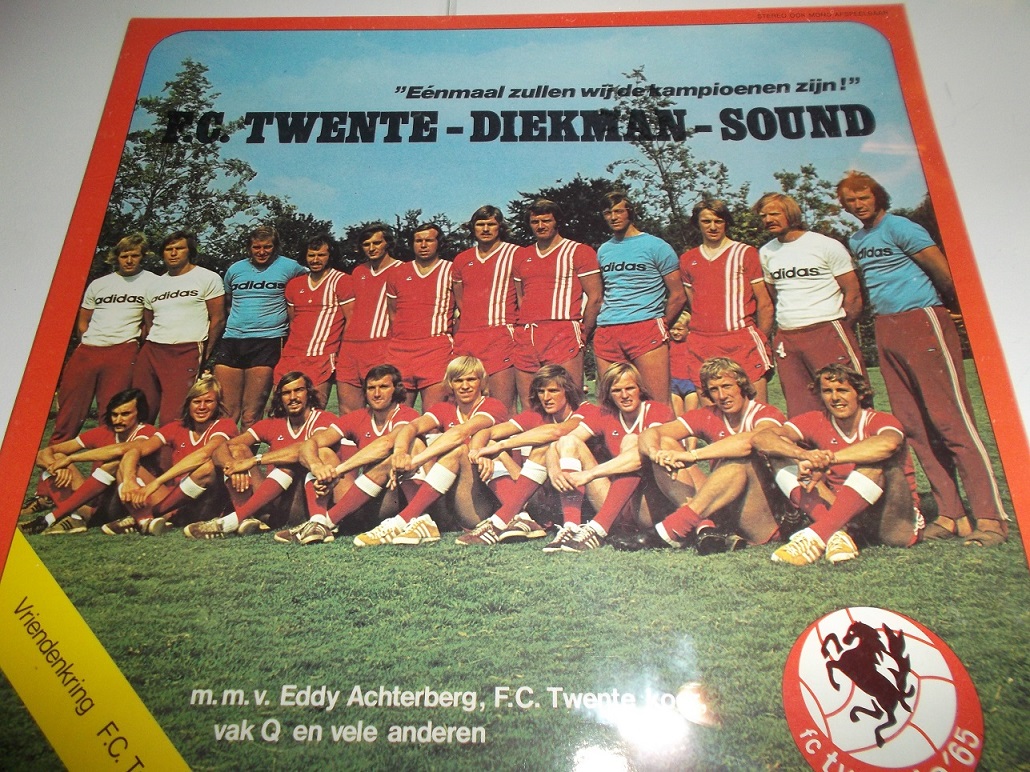 STEREO OOK MONO AFSPEELBAAR
"Eénmaal zullen wij de kampioenen zijn!"
F.C. TWENTE - DIEKMAN - SOUND
adidas
adidas
adidas
adidas
adidas
adidas
Vriendenkring F.C. T
m.m.v. Eddy Achterberg, F.C. Twente
vak Q en vele anderen
fc '65